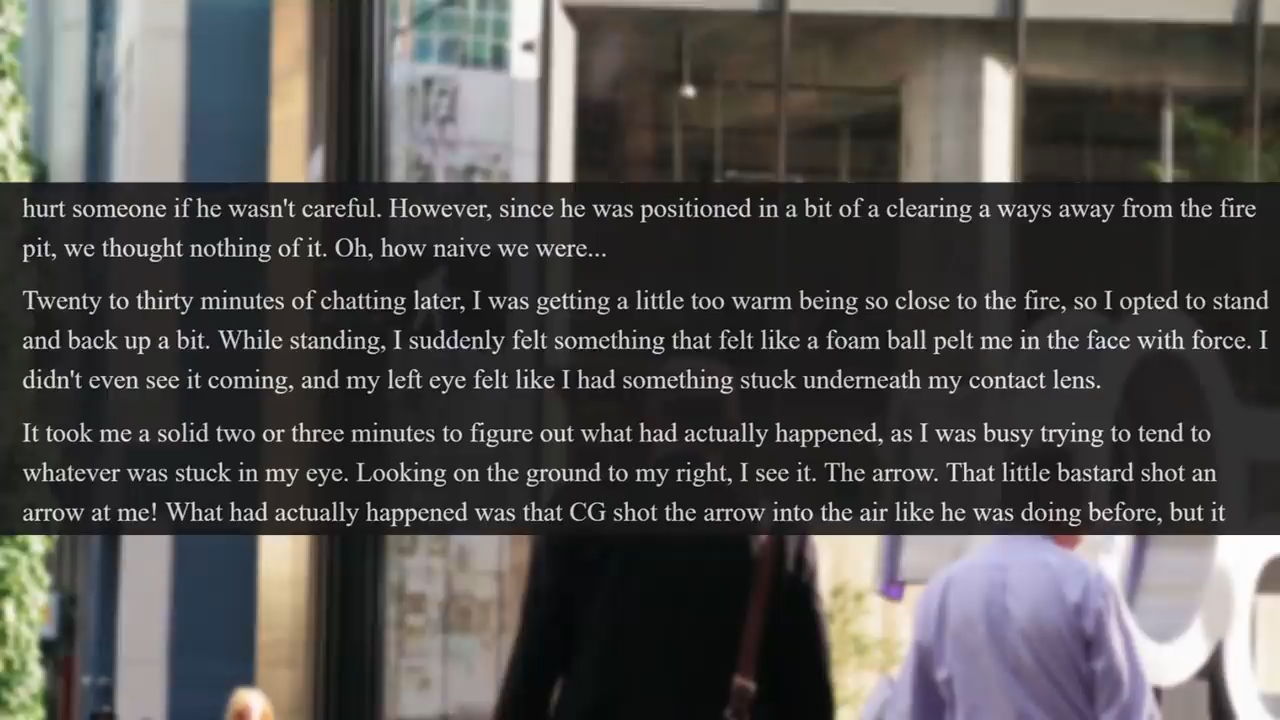 hurt someone if he wasn't careful. However, since he was positioned in a bit of a clearing a ways away from the fire
pit, we thought nothing of it. Oh, how naive we were...
Twenty to thirty minutes of chatting later, I was getting a little too warm being so close to the fire, so I opted to stand
and back up a bit. While standing, I suddenly felt something that felt like a foam ball pelt me in the face with force. I
didn't even see it coming, and my left eye felt like I had something stuck underneath my contact lens.
It took me a solid two or three minutes to figure out what had actually happened, as I was busy trying to tend to
whatever was stuck in my eye. Looking on the ground to my right, I see it. The arrow. That little bastard shot an
arrow at me! What had actually happened was that CG shot the arrow into the air like he was doing before, but it